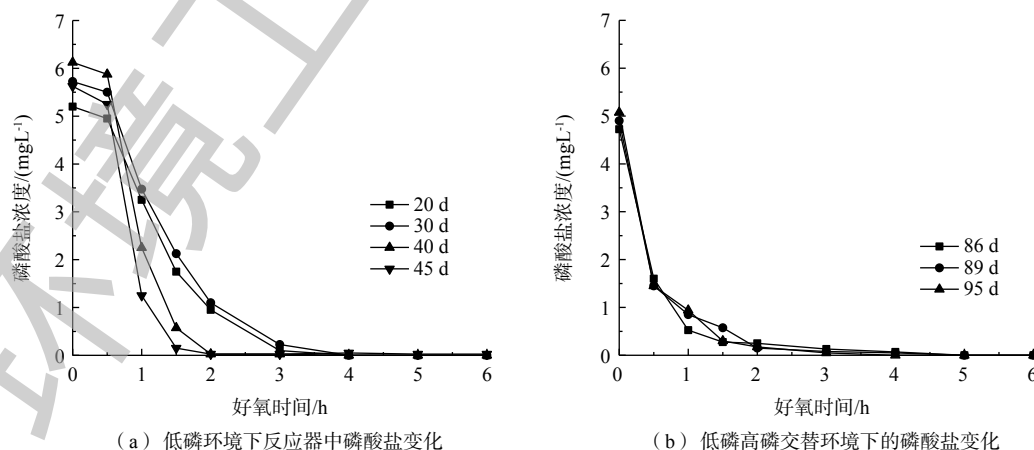 7
6
5
4
3
2
1
0
磷酸盐浓度/(mgL⁻¹)
20 d
30 d
40 d
45 d
0 1 2 3 4 5 6
好氧时间/h
(a) 低磷环境下反应器中磷酸盐变化
7
6
5
4
3
2
1
0
磷酸盐浓度/(mgL⁻¹)
86 d
89 d
95 d
0 1 2 3 4 5 6
好氧时间/h
(b) 低磷高磷交替环境下的磷酸盐变化
环境工